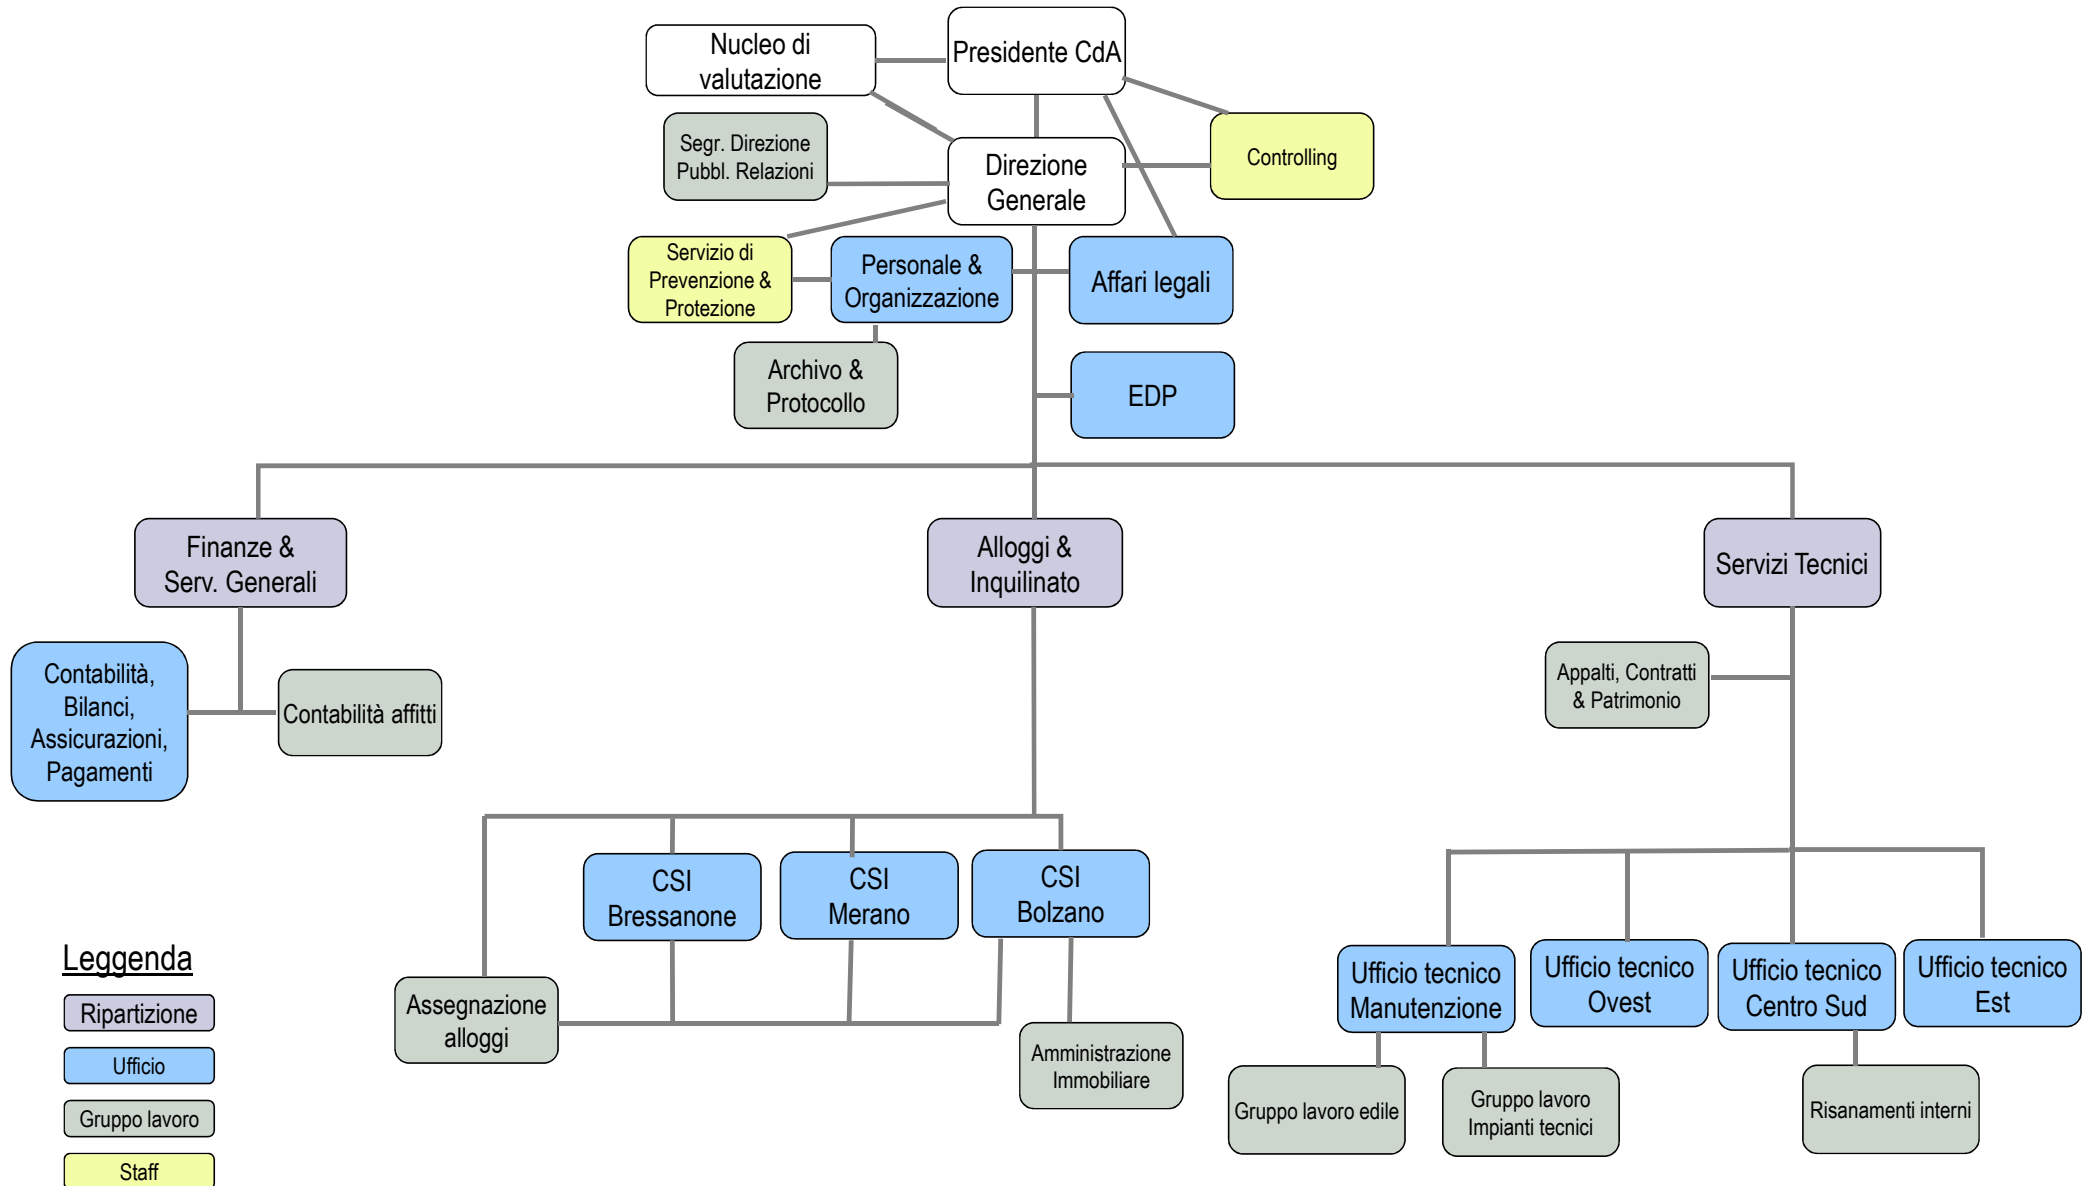 Nucleo di
valutazione
Presidente CdA
Segr. Direzione
Pubbl. Relazioni
Direzione
Generale
Controlling
Servizio di
Prevenzione &
Protezione
Personale &
Organizzazione
Affari legali
Archivo &
Protocollo
EDP
Finanze &
Serv. Generali
Alloggi &
Inquilinato
Servizi Tecnici
Contabilità,
Bilanci,
Assicurazioni,
Pagamenti
Contabilità affitti
Appalti, Contratti
& Patrimonio
CSI
Bressanone
CSI
Merano
CSI
Bolzano
Assegnazione
alloggi
Amministrazione
Immobiliare
Ufficio tecnico
Manutenzione
Ufficio tecnico
Ovest
Ufficio tecnico
Centro Sud
Ufficio tecnico
Est
Gruppo lavoro edile
Gruppo lavoro
Impianti tecnici
Risanamenti interni
Leggenda
Ripartizione
Ufficio
Gruppo lavoro
Staff